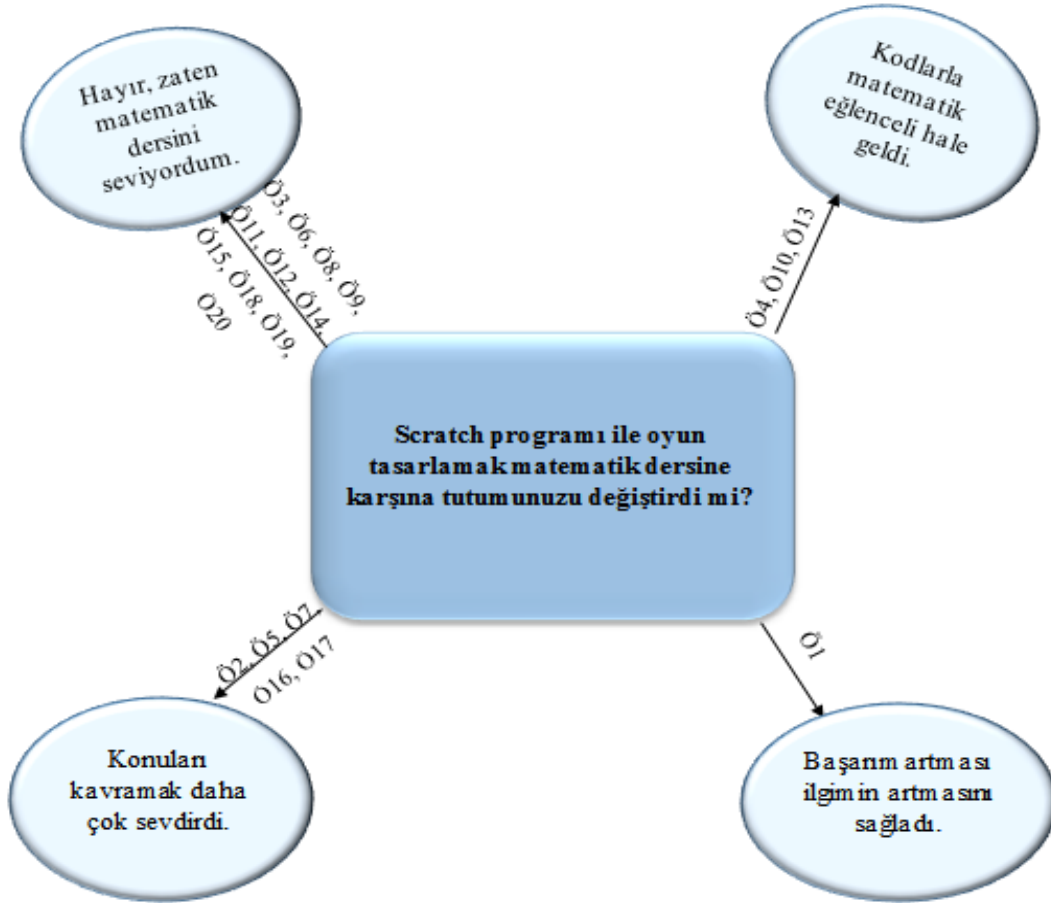 Hayır, zaten
matematik
dersini
seviyordum.
Kodlarla
matematik
eğlenceli hale
geldi.
Ö3, Ö6, Ö8, Ö9,
Ö11, Ö12, Ö14,
Ö15, Ö18, Ö19,
Ö20
Ö4, Ö10, Ö13
Scratch programı ile oyun
tasarlamak matematik dersine
karşına tutumunuzu değiştirdi mi?
Ö2, Ö5, Ö7,
Ö16, Ö17
Ö1
Konuları
kavramak daha
çok sevdirdi.
Başarım artması
ilgimin artmasını
sağladı.